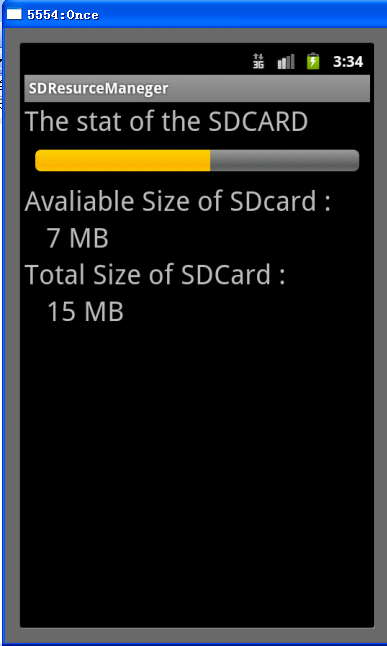 5554:Once
3G 3:34
SDResurceManeger
The stat of the SDCARD
Avaliable Size of SDcard :
7 MB
Total Size of SDCard :
15 MB